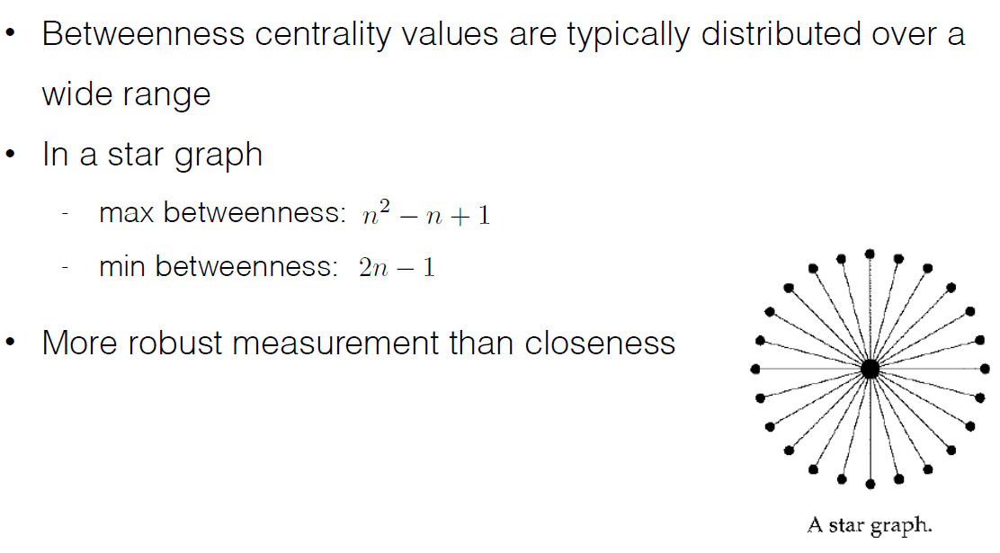 • Betweenness centrality values are typically distributed over a
wide range
• In a star graph
- max betweenness: n² − n + 1
- min betweenness: 2n − 1
• More robust measurement than closeness
A star graph.